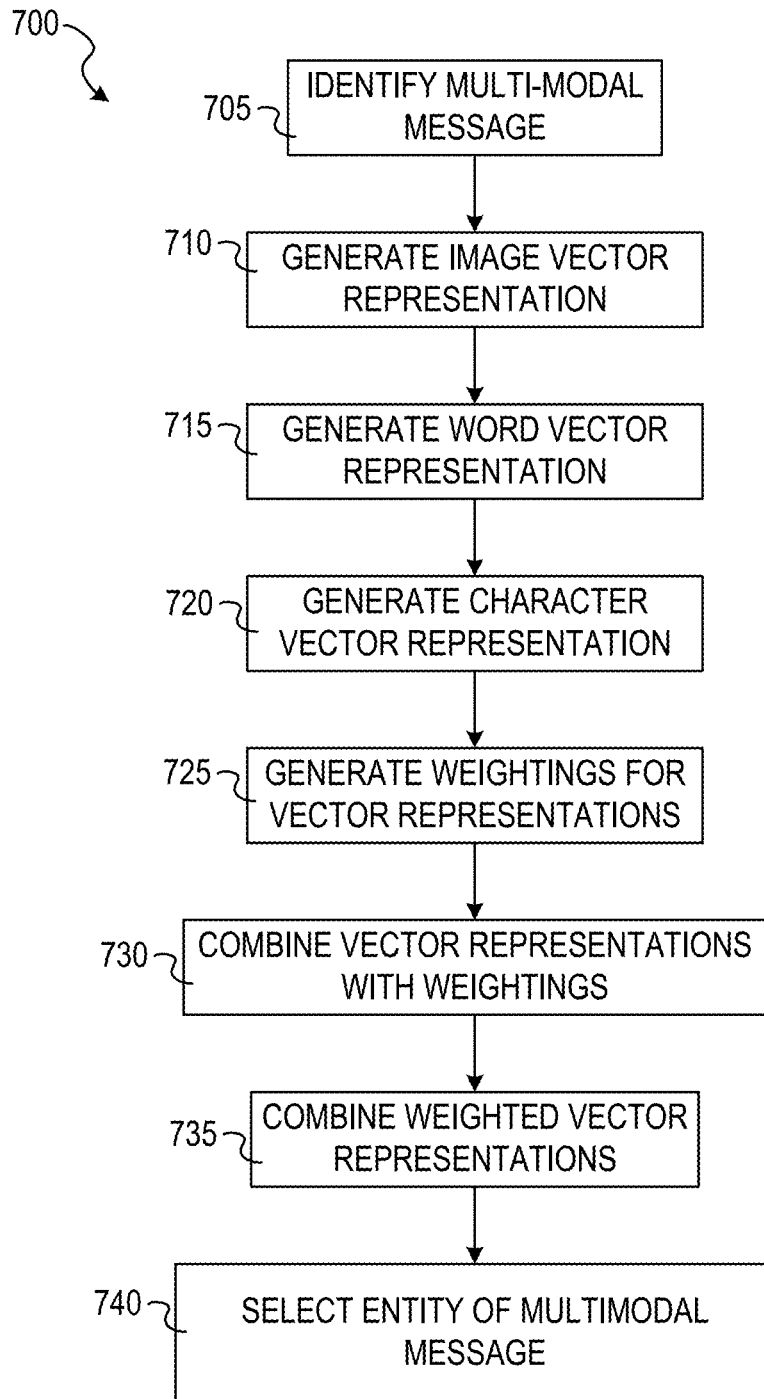 700
IDENTIFY MULTI-MODAL
MESSAGE
705
710
GENERATE IMAGE VECTOR
REPRESENTATION
715
GENERATE WORD VECTOR
REPRESENTATION
720
GENERATE CHARACTER
VECTOR REPRESENTATION
725
GENERATE WEIGHTINGS FOR
VECTOR REPRESENTATIONS
730
COMBINE VECTOR REPRESENTATIONS
WITH WEIGHTINGS
735
COMBINE WEIGHTED VECTOR
REPRESENTATIONS
740
SELECT ENTITY OF MULTIMODAL
MESSAGE